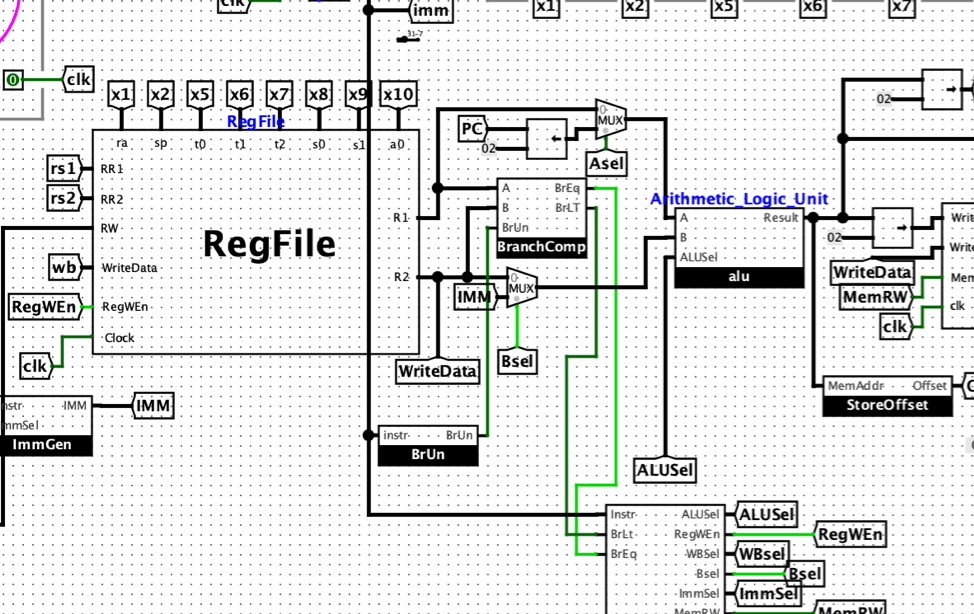 clk
imm
x1 x2 x5 x6 x7
31-7
0 clk
x1 x2 x5 x6 x7 x8 x9 x10
RegFile
ra sp t0 t1 t2 s0 s1 a0
PC
02
MUX
02
Asel
rs1 RR1
rs2 RR2
RW
RegFile
R1
A BrEq
B BrLT
BrUn
BranchComp
Arithmetic_Logic_Unit
A Result
B
ALUSel
alu
02
Writ
Write
wb WriteData
R2
IMM
0
MUX
WriteData
Mem
RegWEn RegWEn
MemRW
clk
clk
Clock
clk
WriteData
Bsel
MemAddr Offset
StoreOffset
nstr IMM
IMM
mmSel
ImmGen
instr BrUn
BrUn
ALUSel
Instr ALUSel
ALUSel
BrLt RegWEn
RegWEn
BrEq WBSel
WBsel
Bsel
Bsel
ImmSel
ImmSel
MemRW
MemRW